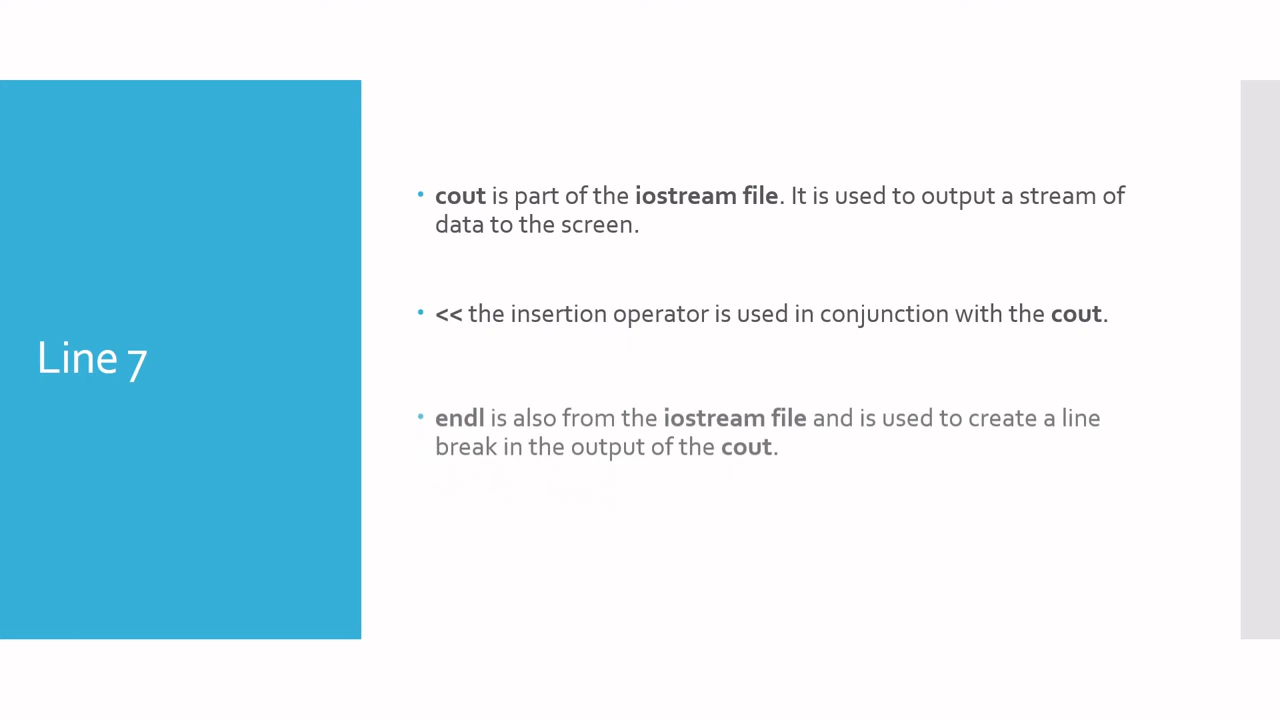 Line 7
• cout is part of the iostream file. It is used to output a stream of
data to the screen.
• << the insertion operator is used in conjunction with the cout.
• endl is also from the iostream file and is used to create a line
break in the output of the cout.